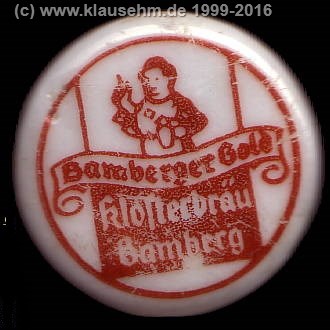 (c) www.klausehm.de 1999-2016
Bamberger Gold
Klosterbräu
Bamberg